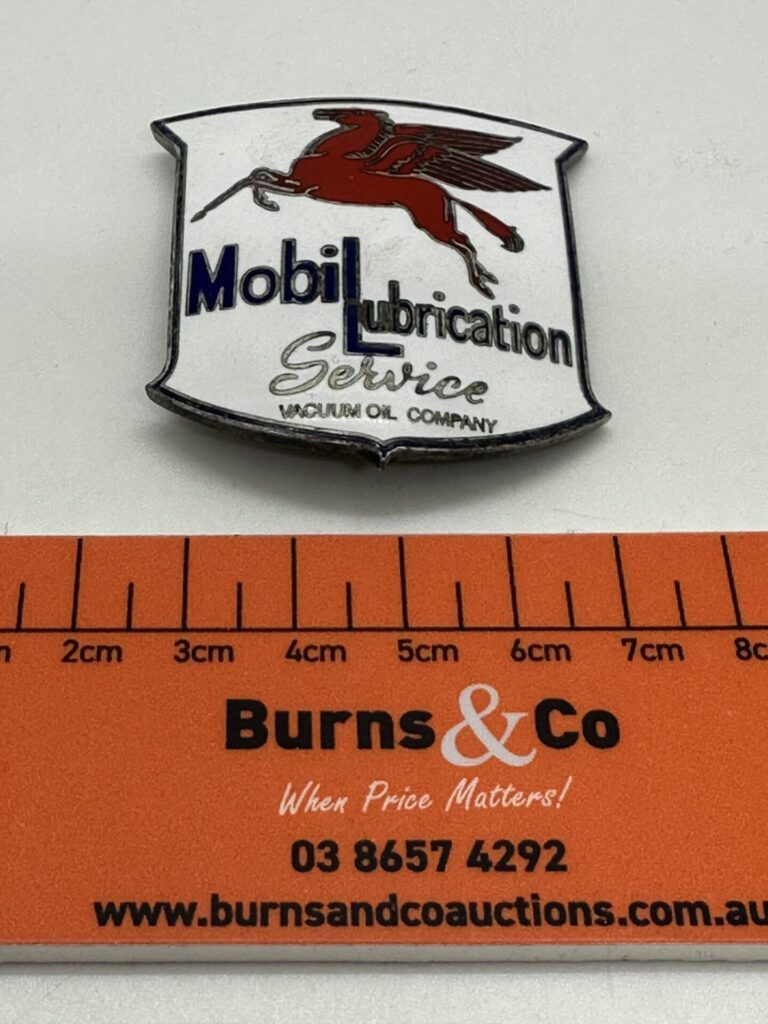 Mobil
Lubrication
Service
VACUUM OIL COMPANY
2cm 3cm 4cm 5cm 6cm 7cm
Burns & Co
When Price Matters!
03 8657 4292
www.burnsandcoauctions.com.au